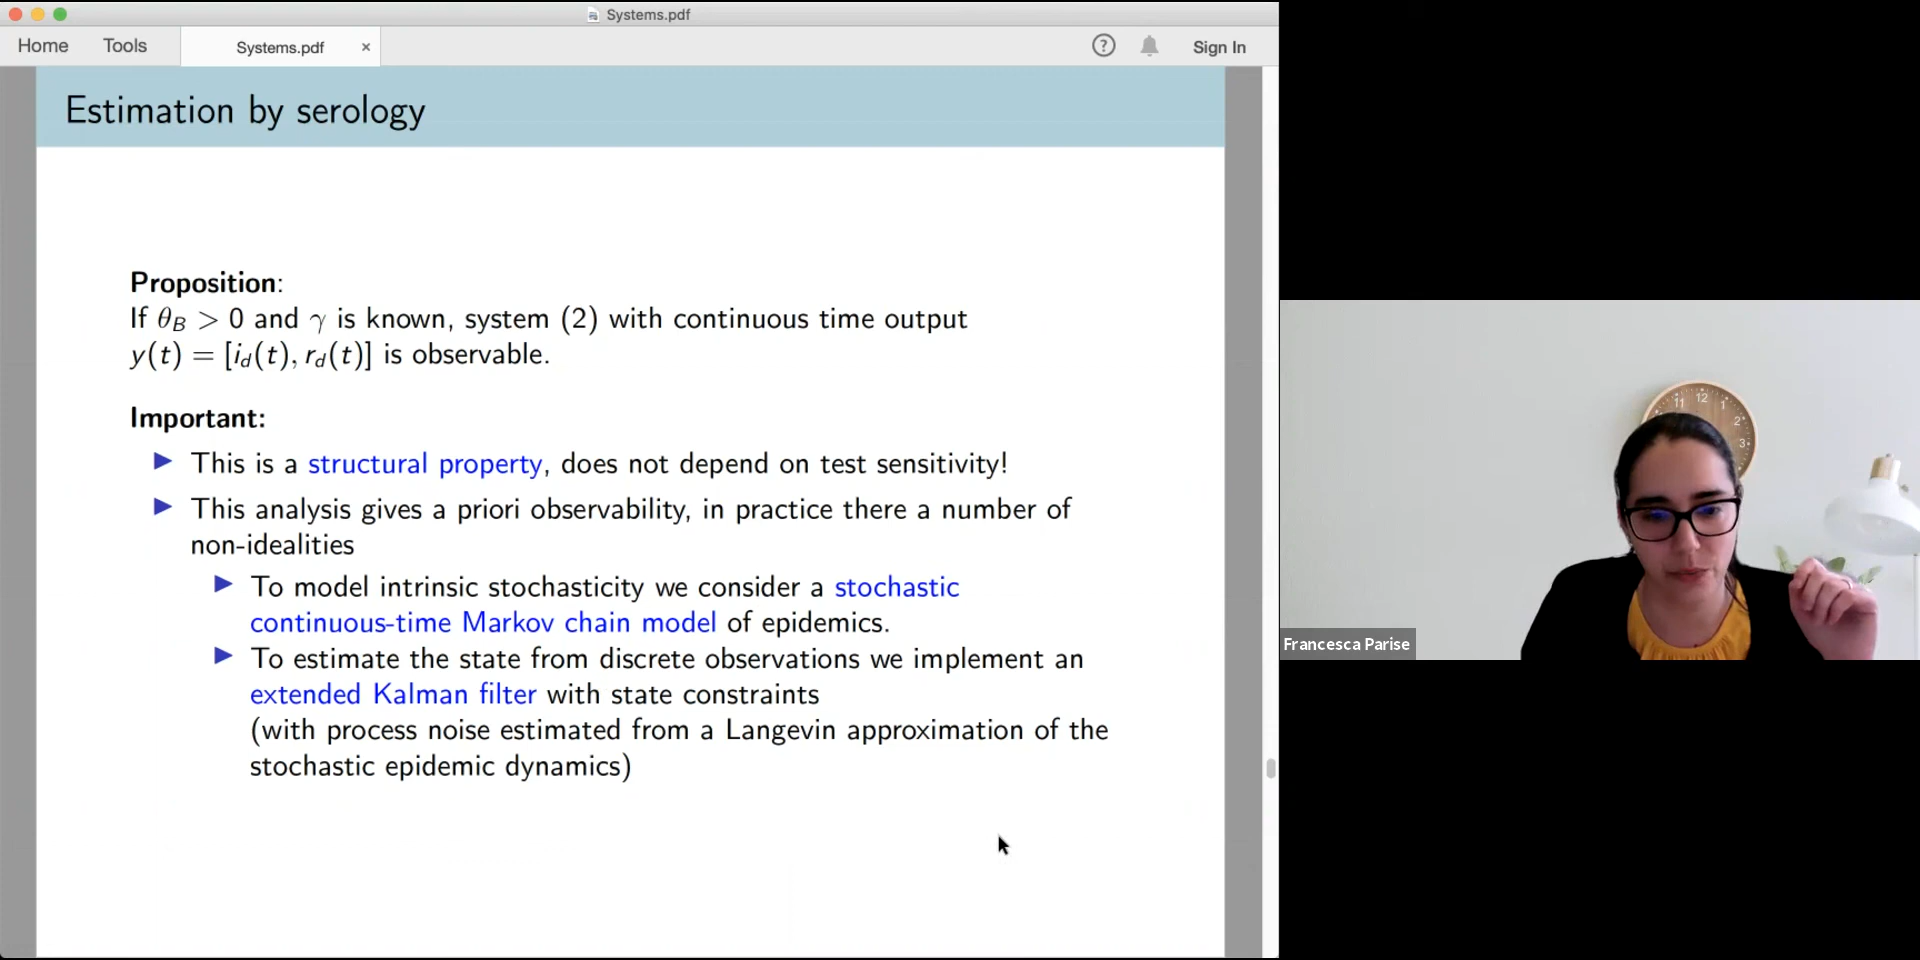 Systems.pdf
Home Tools Systems.pdf × ? Sign In
Estimation by serology
Proposition:
If θ_B > 0 and γ is known, system (2) with continuous time output
y(t) = [i_d(t), r_d(t)] is observable.
Important:
▶ This is a structural property, does not depend on test sensitivity!
▶ This analysis gives a priori observability, in practice there a number of
non-idealities
▶ To model intrinsic stochasticity we consider a stochastic
continuous-time Markov chain model of epidemics.
▶ To estimate the state from discrete observations we implement an
extended Kalman filter with state constraints
(with process noise estimated from a Langevin approximation of the
stochastic epidemic dynamics)
11 12 1
2
3
Francesca Parise